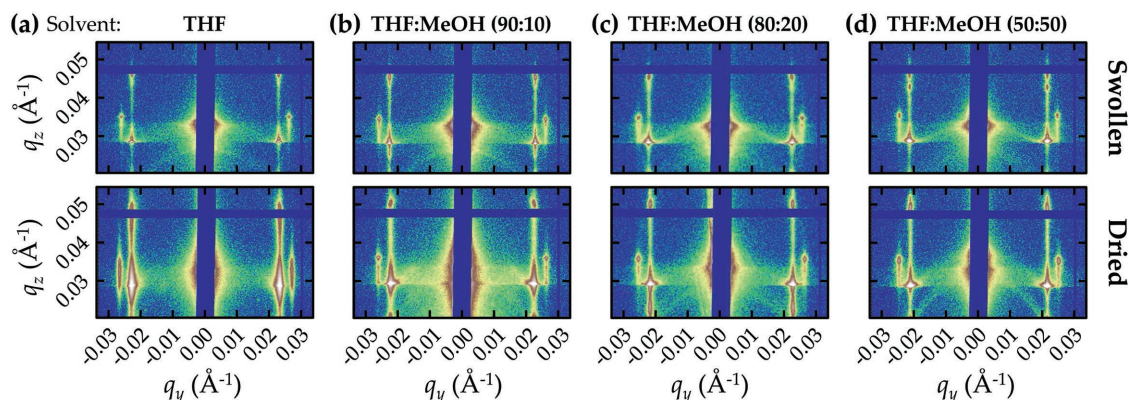 (a) Solvent: THF (b) THF:MeOH (90:10) (c) THF:MeOH (80:20) (d) THF:MeOH (50:50)
0.05
0.04
0.03
qz (Å-1)
Swollen
0.05
0.04
0.03
qz (Å-1)
Dried
-0.03 -0.02 -0.01 0.00 0.01 0.02 0.03 -0.03 -0.02 -0.01 0.00 0.01 0.02 0.03 -0.03 -0.02 -0.01 0.00 0.01 0.02 0.03 -0.03 -0.02 -0.01 0.00 0.01 0.02 0.03
qy (Å-1) qy (Å-1) qy (Å-1) qy (Å-1)